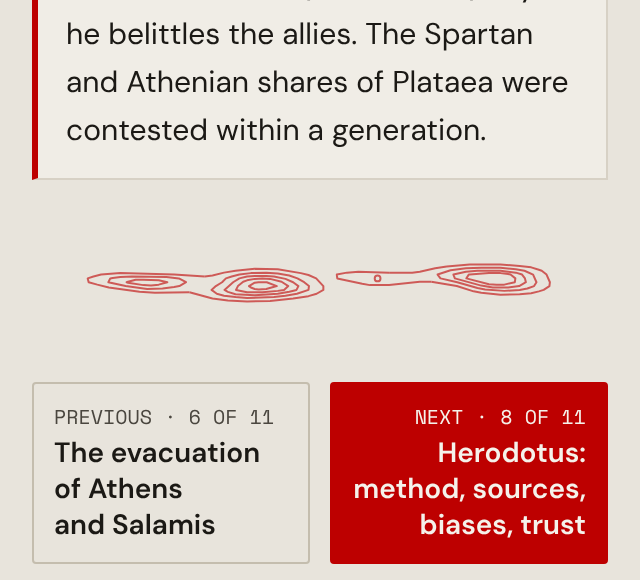 he belittles the allies. The Spartan
and Athenian shares of Plataea were
contested within a generation.
PREVIOUS · 6 OF 11
The evacuation
of Athens
and Salamis
NEXT · 8 OF 11
Herodotus:
method, sources,
biases, trust